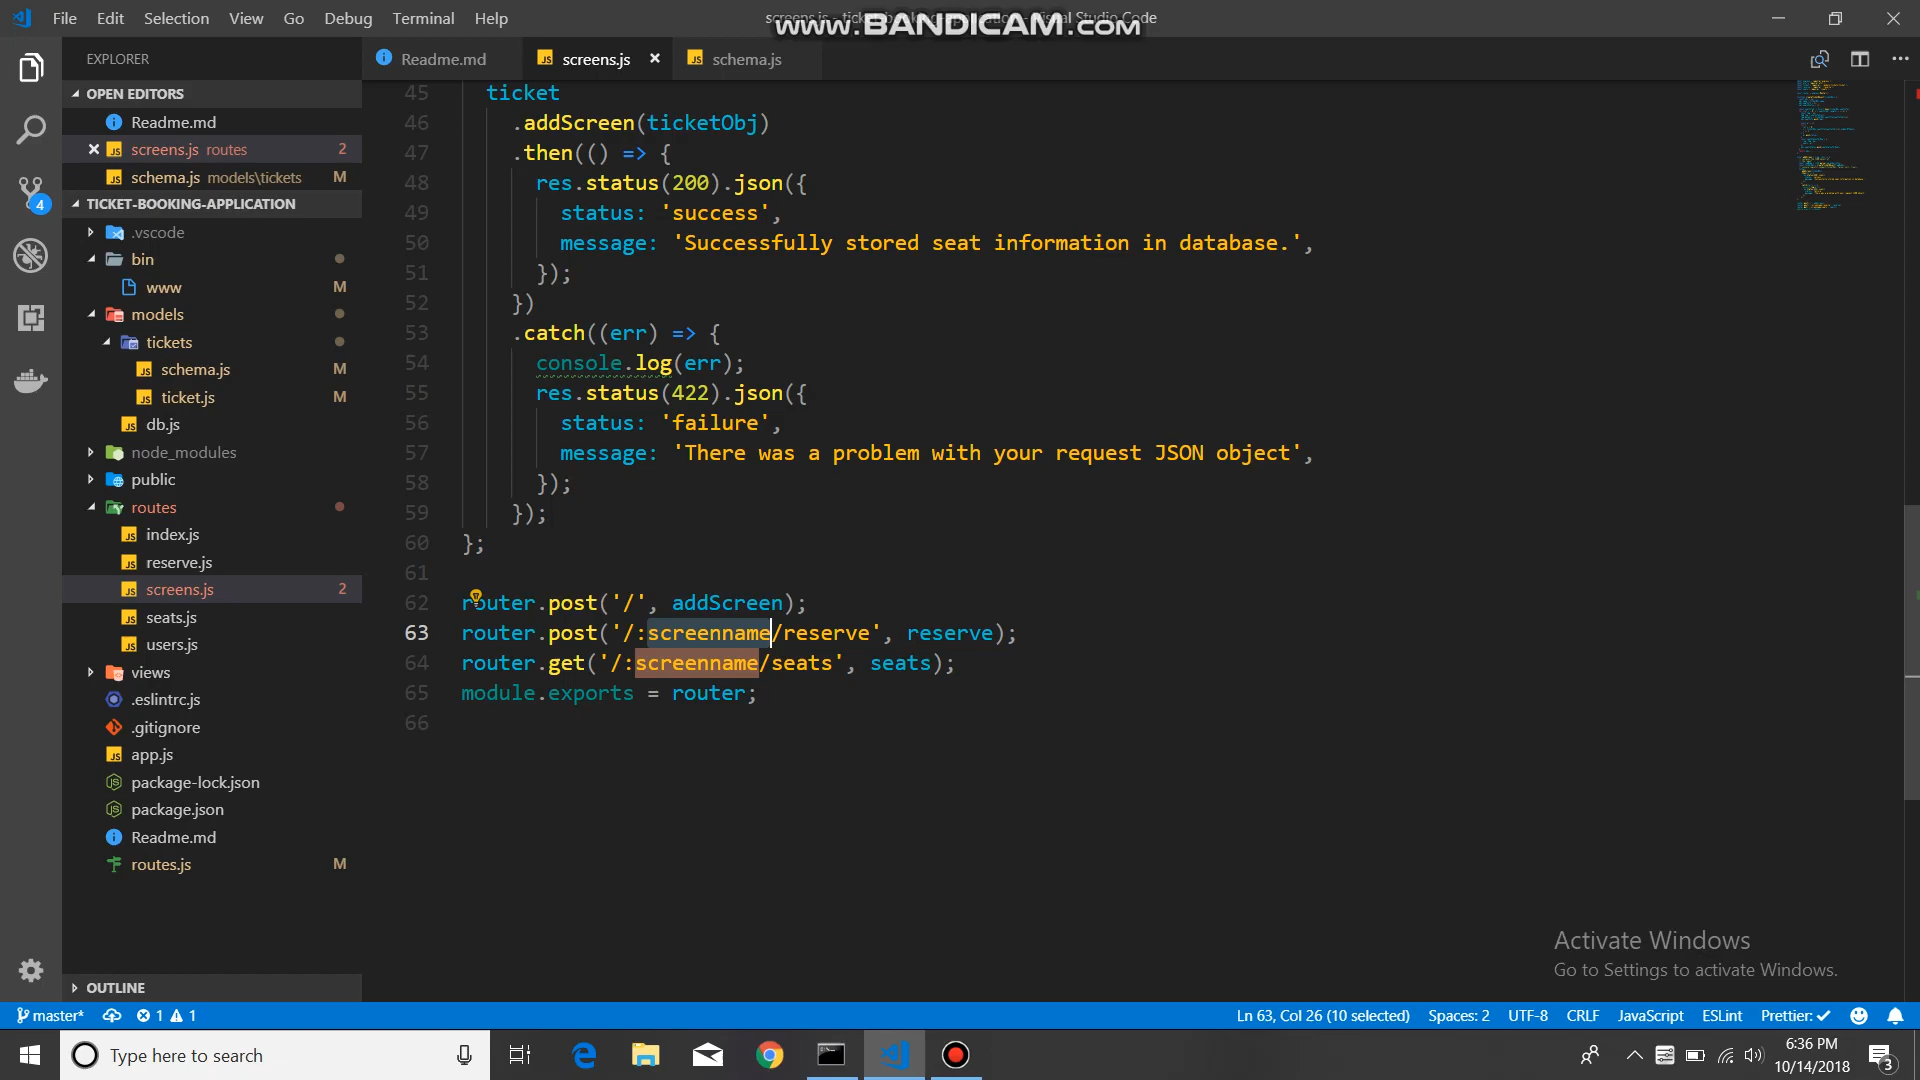 File Edit Selection View Go Debug Terminal Help
www.BANDICAM.com
EXPLORER
Readme.md
screens.js
schema.js
OPEN EDITORS
Readme.md
screens.js routes 2
schema.js models\tickets M
TICKET-BOOKING-APPLICATION
.vscode
bin
www M
models
tickets
schema.js M
ticket.js M
db.js
node_modules
public
routes
index.js
reserve.js
screens.js 2
seats.js
users.js
views
.eslintrc.js
.gitignore
app.js
package-lock.json
package.json
Readme.md
routes.js M
OUTLINE
4
45 ticket
46 .addScreen(ticketObj)
47 .then(() => {
48 res.status(200).json({
49 status: 'success',
50 message: 'Successfully stored seat information in database.',
51 });
52 })
53 .catch((err) => {
54 console.log(err);
55 res.status(422).json({
56 status: 'failure',
57 message: 'There was a problem with your request JSON object',
58 });
59 });
60 };
61
62 router.post('/', addScreen);
63 router.post('/:screenname/reserve', reserve);
64 router.get('/:screenname/seats', seats);
65 module.exports = router;
66
Activate Windows
Go to Settings to activate Windows.
master* 1 1 Ln 63, Col 26 (10 selected) Spaces: 2 UTF-8 CRLF JavaScript ESLint Prettier: ✓
Type here to search
6:36 PM
10/14/2018
3